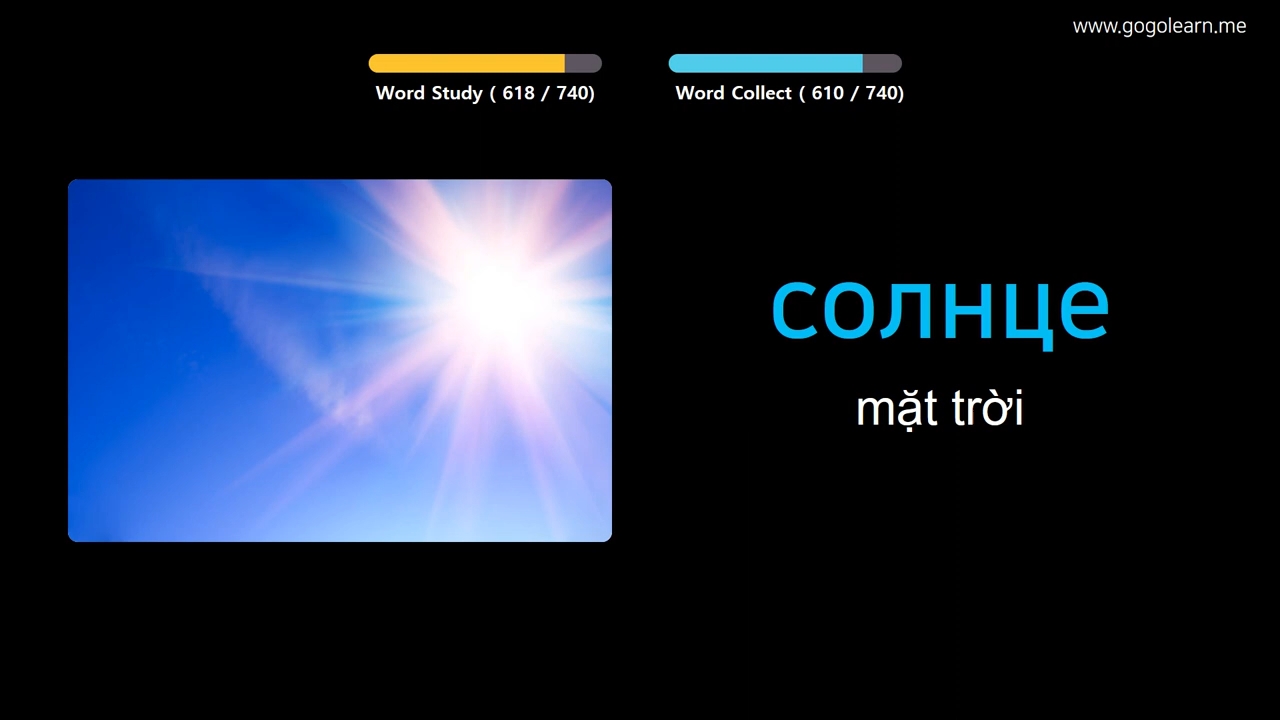 www.gogolearn.me
Word Study ( 618 / 740)
Word Collect ( 610 / 740)
солнце
mặt trời